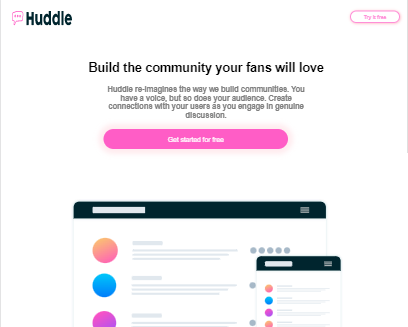 Huddle
Try it free
Build the community your fans will love
Huddle re-imagines the way we build communities. You
have a voice, but so does your audience. Create
connections with your users as you engage in genuine
discussion.
Get started for free